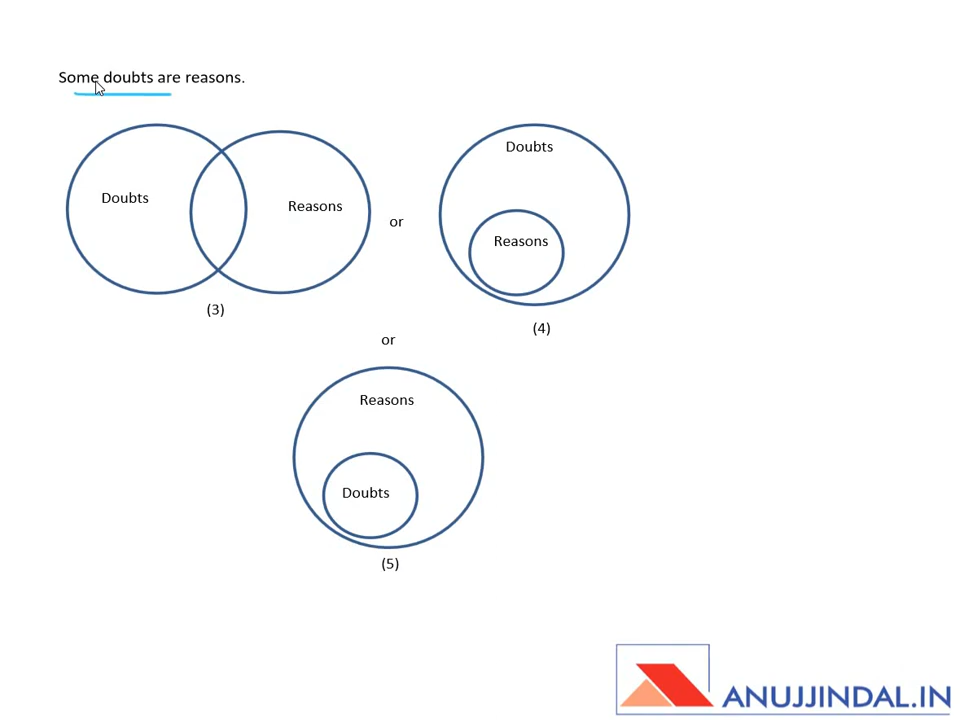 Some doubts are reasons.
Doubts
Reasons
(3)
or
Doubts
Reasons
(4)
or
Reasons
Doubts
(5)
ANUJJINDAL.IN